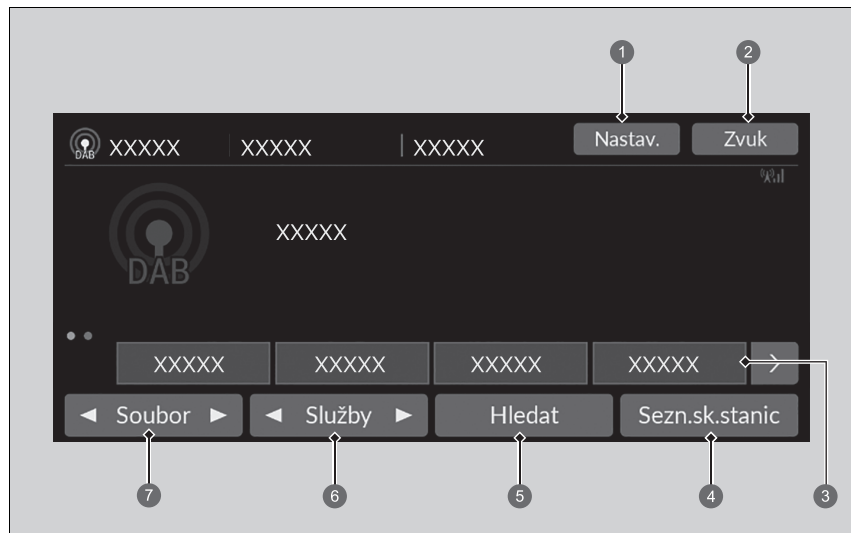 1 2
DAB XXXXX XXXXX XXXXX Nastav. Zvuk
DAB XXXXX
XXXXX XXXXX XXXXX XXXXX
Soubor Služby Hledat Sezn.sk.stanic
7 6 5 4 3